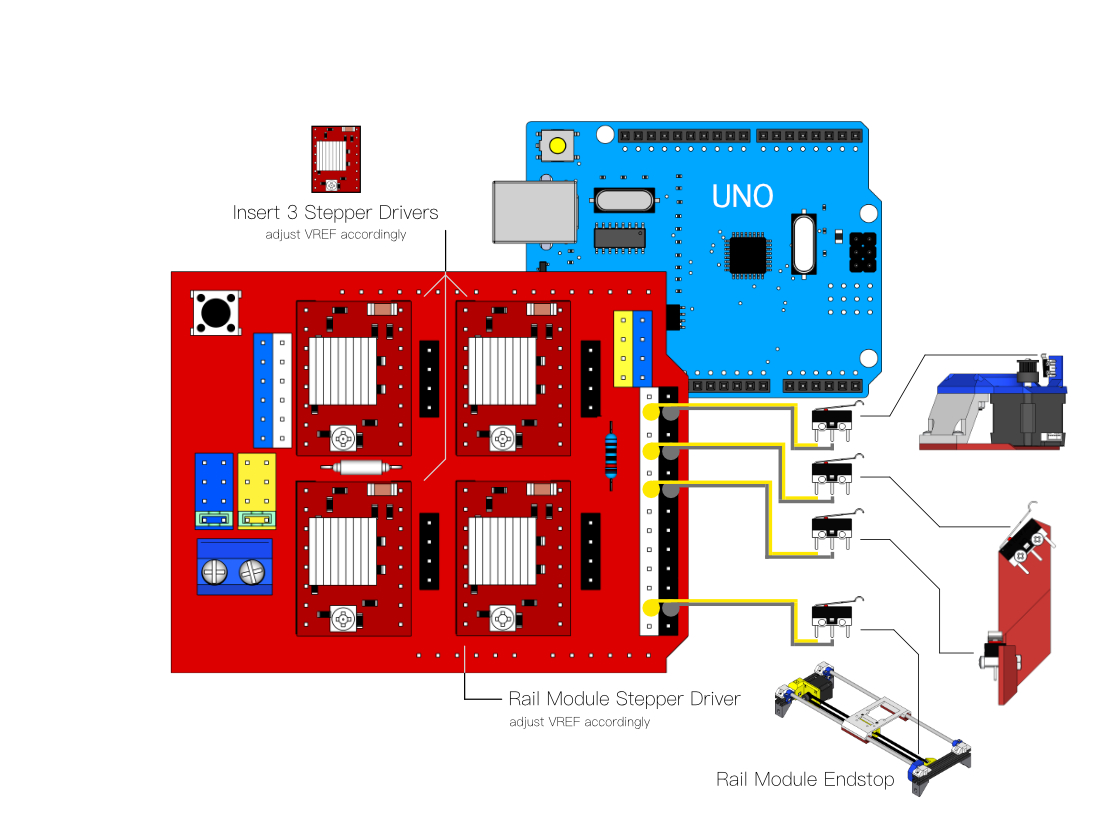 UNO
Insert 3 Stepper Drivers
adjust VREF accordingly
Rail Module Stepper Driver
adjust VREF accordingly
Rail Module Endstop